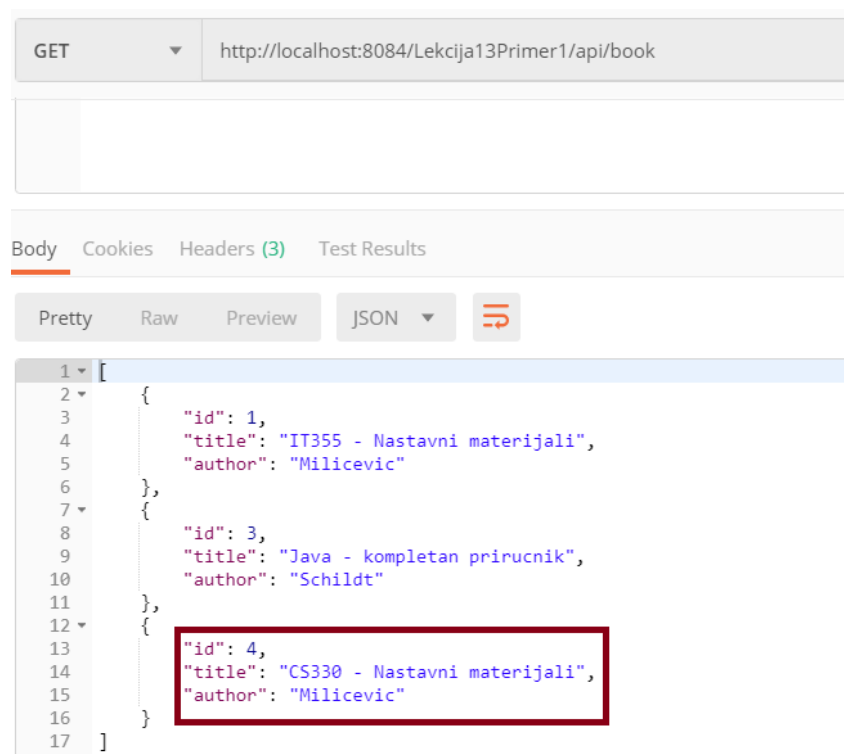 GET http://localhost:8084/Lekcija13Primer1/api/book
Body Cookies Headers (3) Test Results
Pretty Raw Preview JSON
1 [
2 {
3 "id": 1,
4 "title": "IT355 - Nastavni materijali",
5 "author": "Milicevic"
6 },
7 {
8 "id": 3,
9 "title": "Java - kompletan prirucnik",
10 "author": "Schildt"
11 },
12 {
13 "id": 4,
14 "title": "CS330 - Nastavni materijali",
15 "author": "Milicevic"
16 }
17 ]